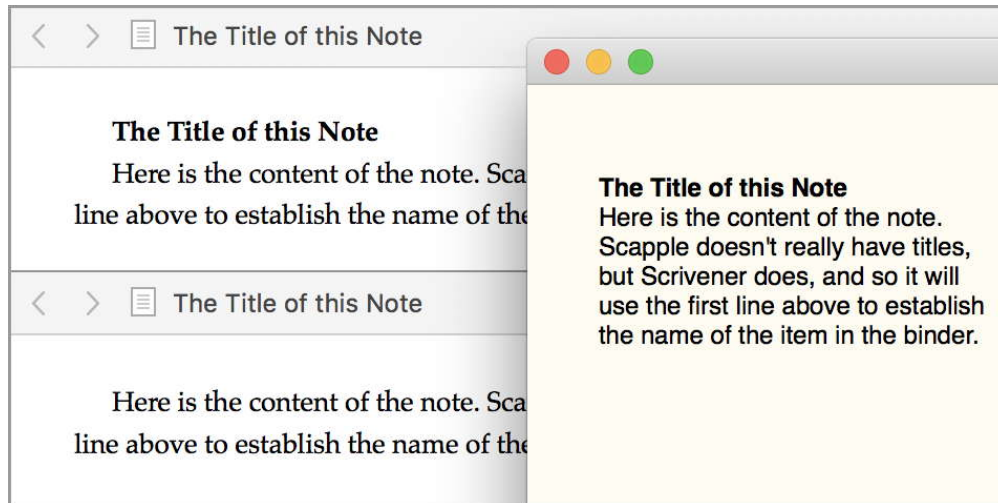 The Title of this Note
The Title of this Note
Here is the content of the note. Sca
line above to establish the name of the
The Title of this Note
Here is the content of the note. Sca
line above to establish the name of the
The Title of this Note
Here is the content of the note.
Scapple doesn't really have titles,
but Scrivener does, and so it will
use the first line above to establish
the name of the item in the binder.